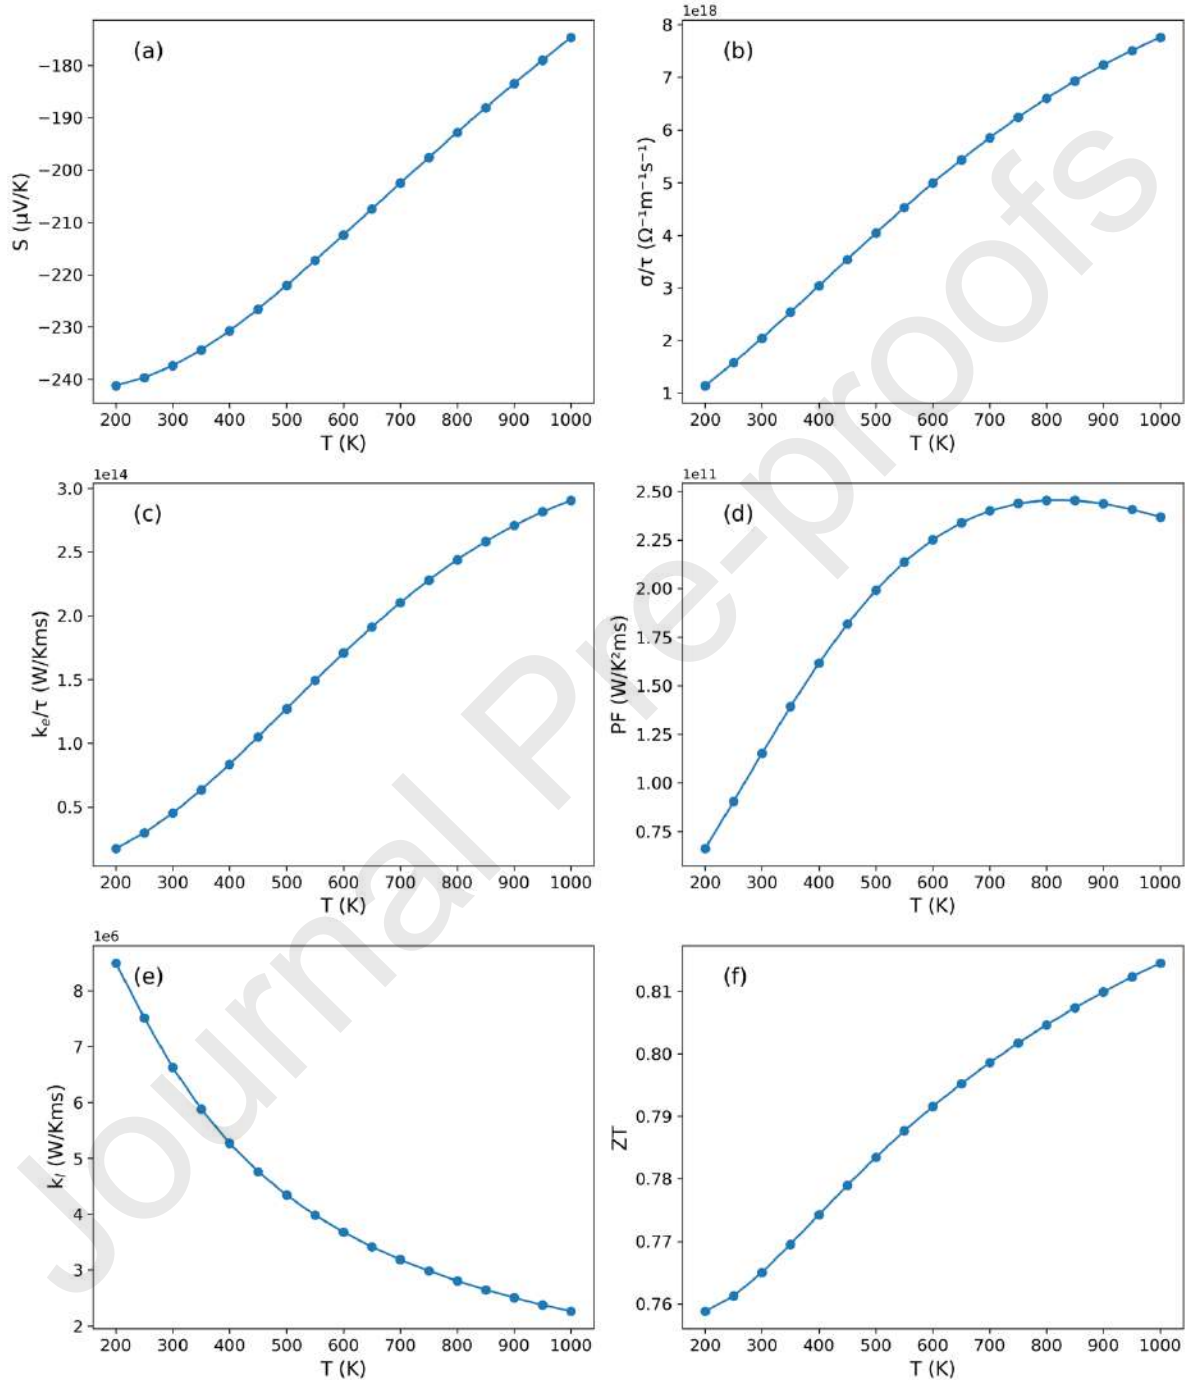 (a)
S (μV/K)
−180
−190
−200
−210
−220
−230
−240
200 300 400 500 600 700 800 900 1000
T (K)
1e18
(b)
σ/τ (Ω⁻¹m⁻¹s⁻¹)
8
7
6
5
4
3
2
1
200 300 400 500 600 700 800 900 1000
T (K)
1e14
(c)
kₑ/τ (W/Kms)
3.0
2.5
2.0
1.5
1.0
0.5
200 300 400 500 600 700 800 900 1000
T (K)
1e11
(d)
PF (W/K²ms)
2.50
2.25
2.00
1.75
1.50
1.25
1.00
0.75
200 300 400 500 600 700 800 900 1000
T (K)
1e6
(e)
kₗ (W/Kms)
8
7
6
5
4
3
2
200 300 400 500 600 700 800 900 1000
T (K)
(f)
ZT
0.81
0.80
0.79
0.78
0.77
0.76
200 300 400 500 600 700 800 900 1000
T (K)
Journal Pre-proofs